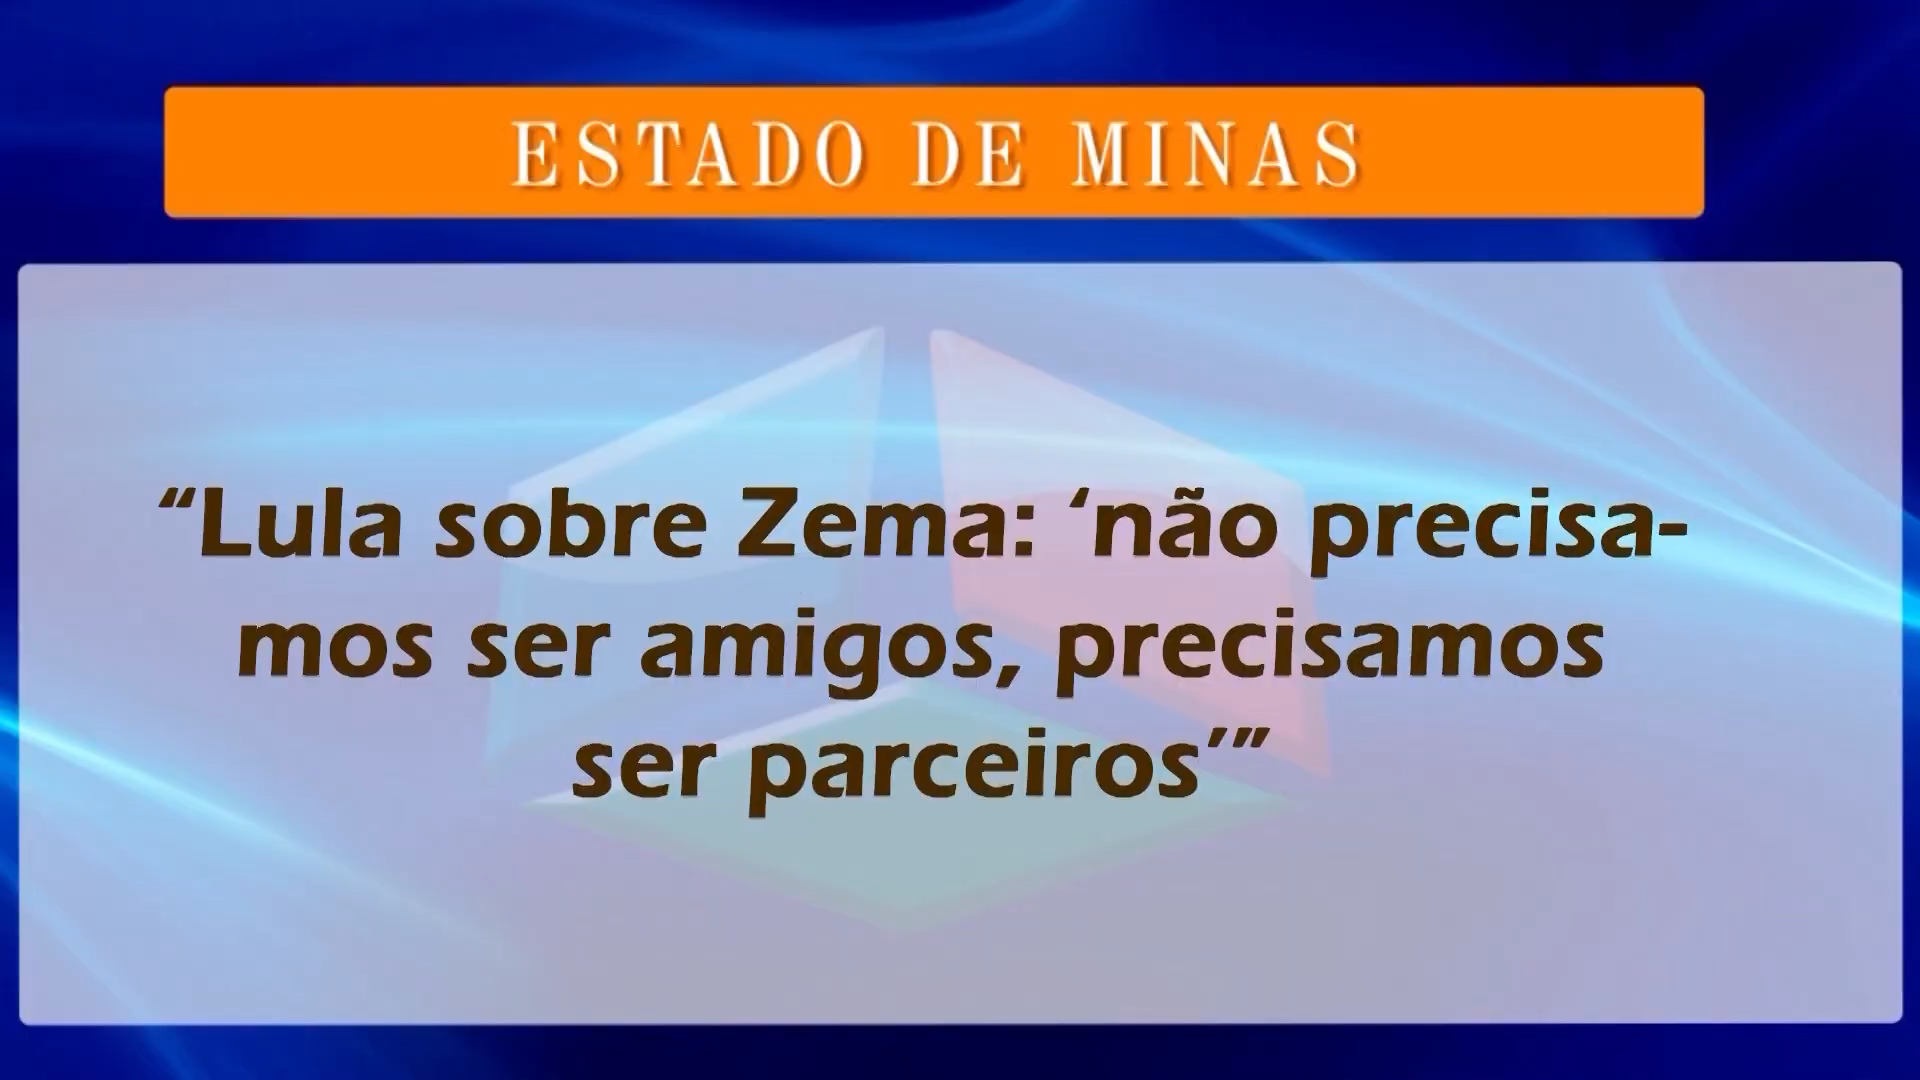 ESTADO DE MINAS
“Lula sobre Zema: ‘não precisa-
mos ser amigos, precisamos
ser parceiros’”